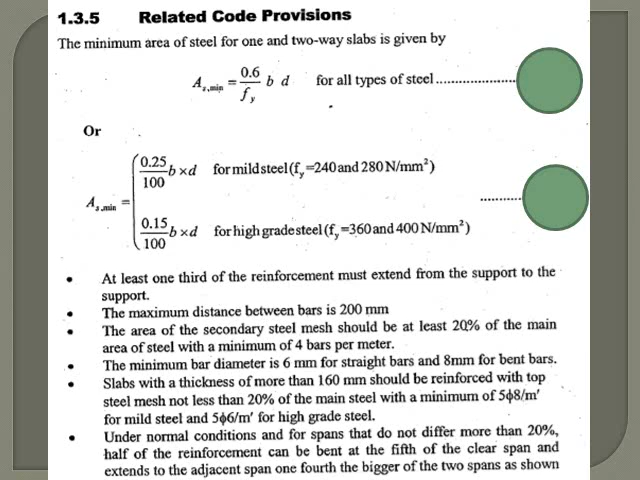 1.3.5 Related Code Provisions
The minimum area of steel for one and two-way slabs is given by
A s,min = 0.6 / f y b d for all types of steel....................
Or
A s,min = { 0.25/100 b×d for mild steel (f y =240 and 280 N/mm²)
0.15/100 b×d for high grade steel (f y =360 and 400 N/mm²) ..........
• At least one third of the reinforcement must extend from the support to the
support.
• The maximum distance between bars is 200 mm
• The area of the secondary steel mesh should be at least 20% of the main
area of steel with a minimum of 4 bars per meter.
• The minimum bar diameter is 6 mm for straight bars and 8mm for bent bars.
• Slabs with a thickness of more than 160 mm should be reinforced with top
steel mesh not less than 20% of the main steel with a minimum of 5ϕ8/m′
for mild steel and 5ϕ6/m′ for high grade steel.
• Under normal conditions and for spans that do not differ more than 20%,
half of the reinforcement can be bent at the fifth of the clear span and
extends to the adjacent span one fourth the bigger of the two spans as shown